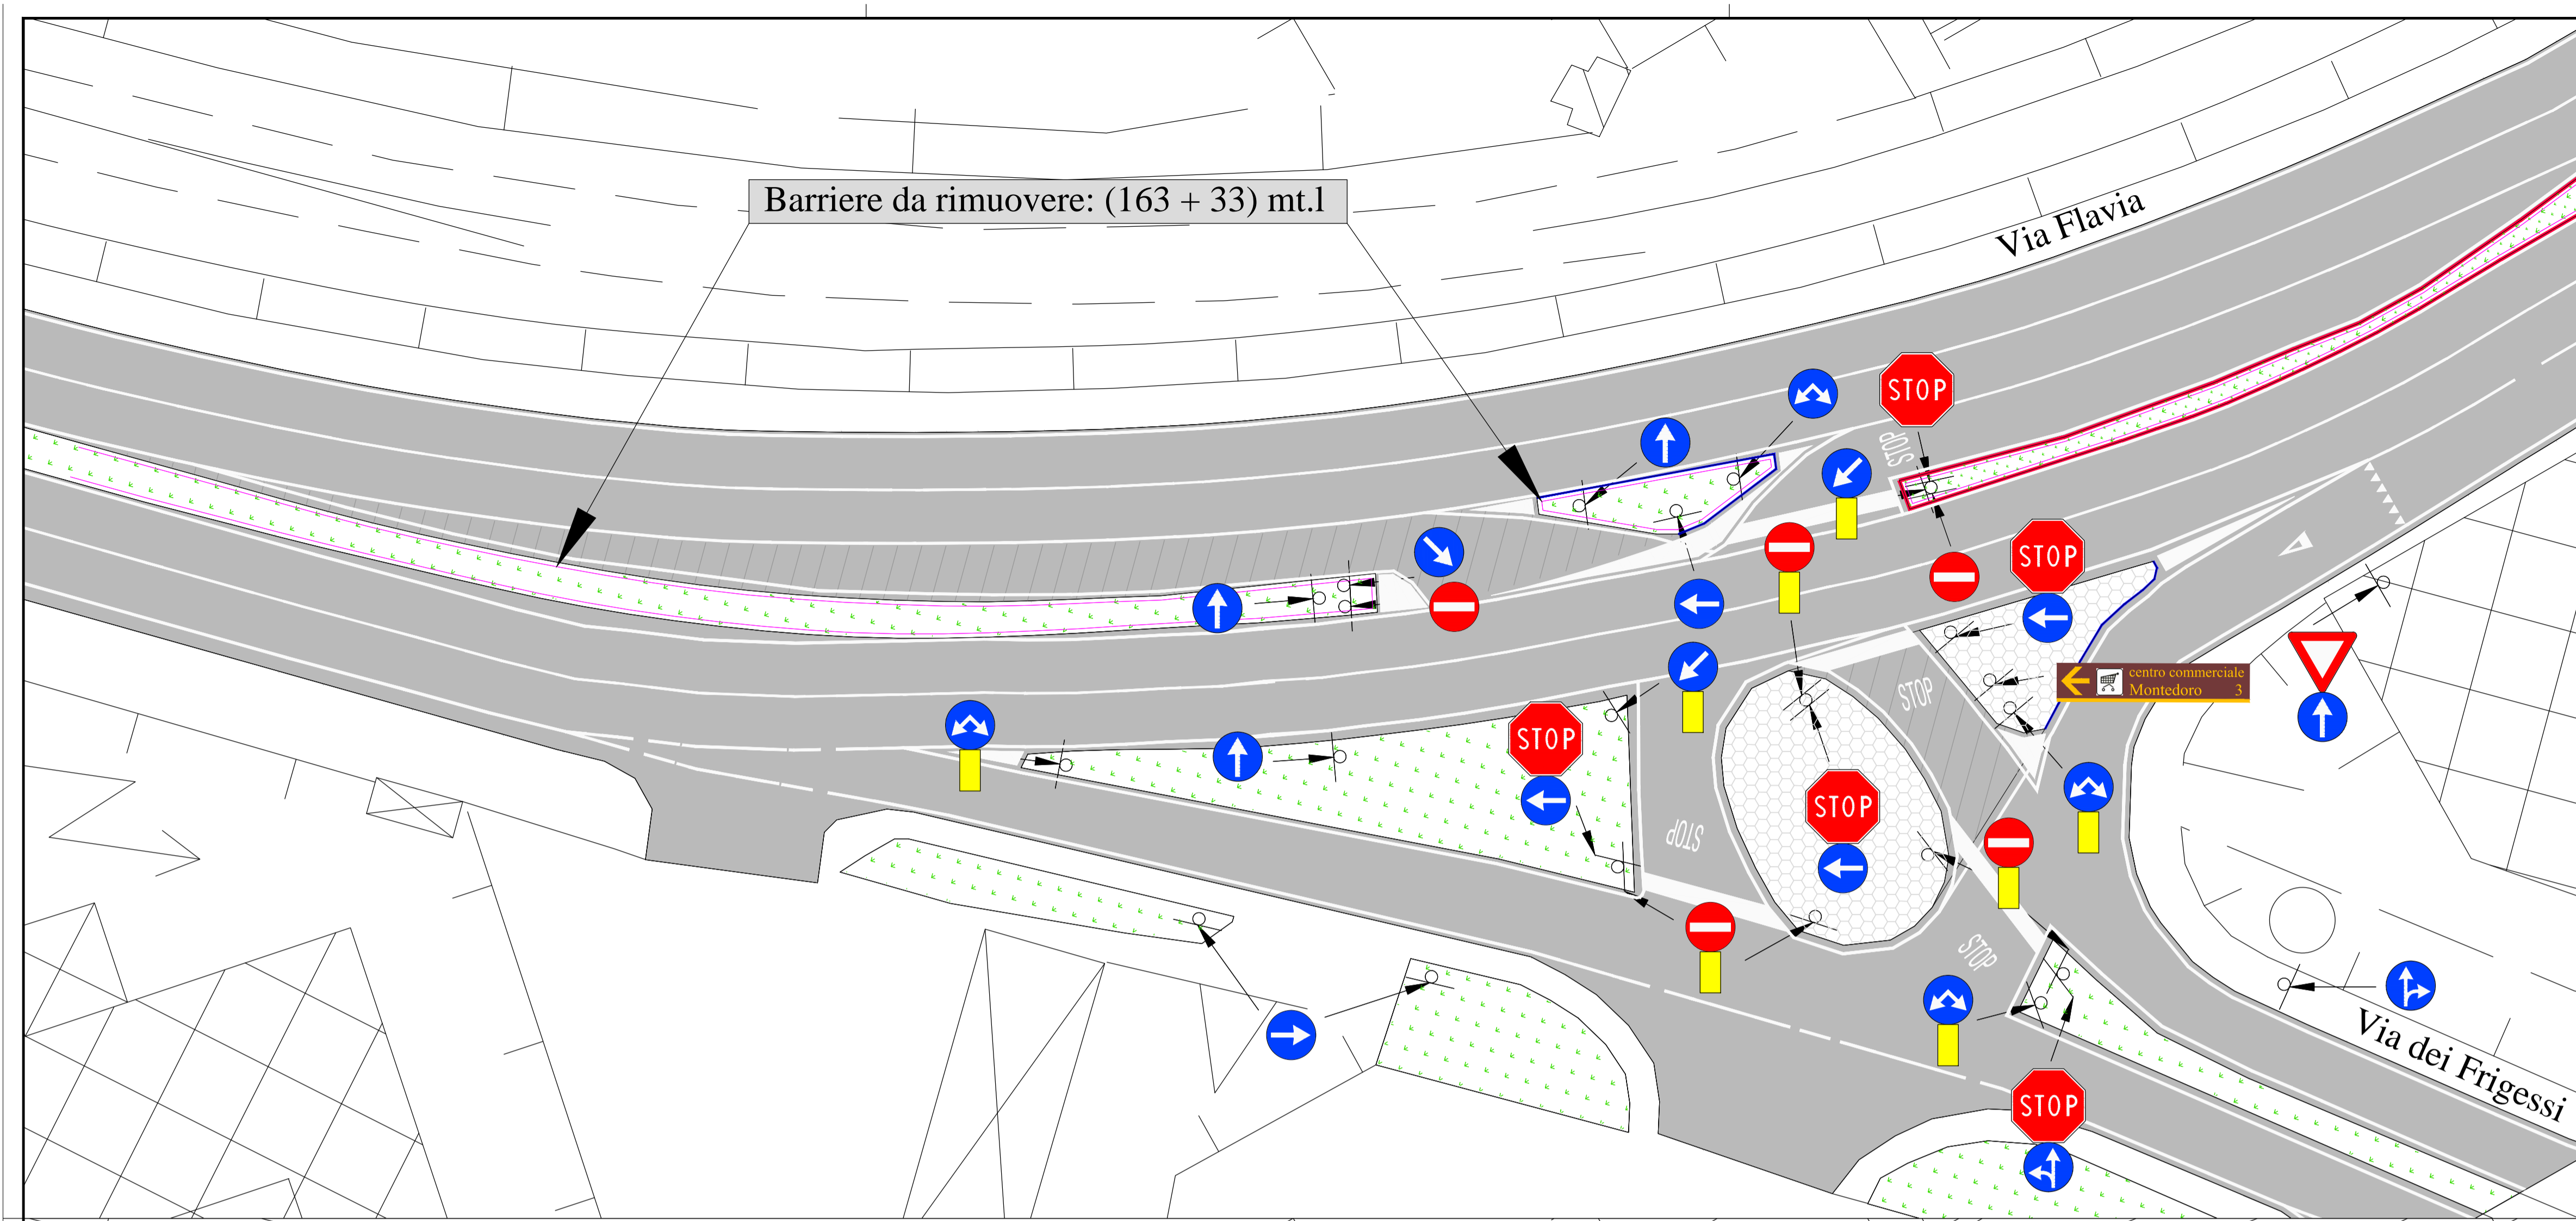 Barriere da rimuovere: (163 + 33) mt.l
Via Flavia
STOP
STOP
STOP
centro commerciale
Montedoro 3
STOP
STOP
STOP
STOP
STOP
STOP
Via dei Frigessi